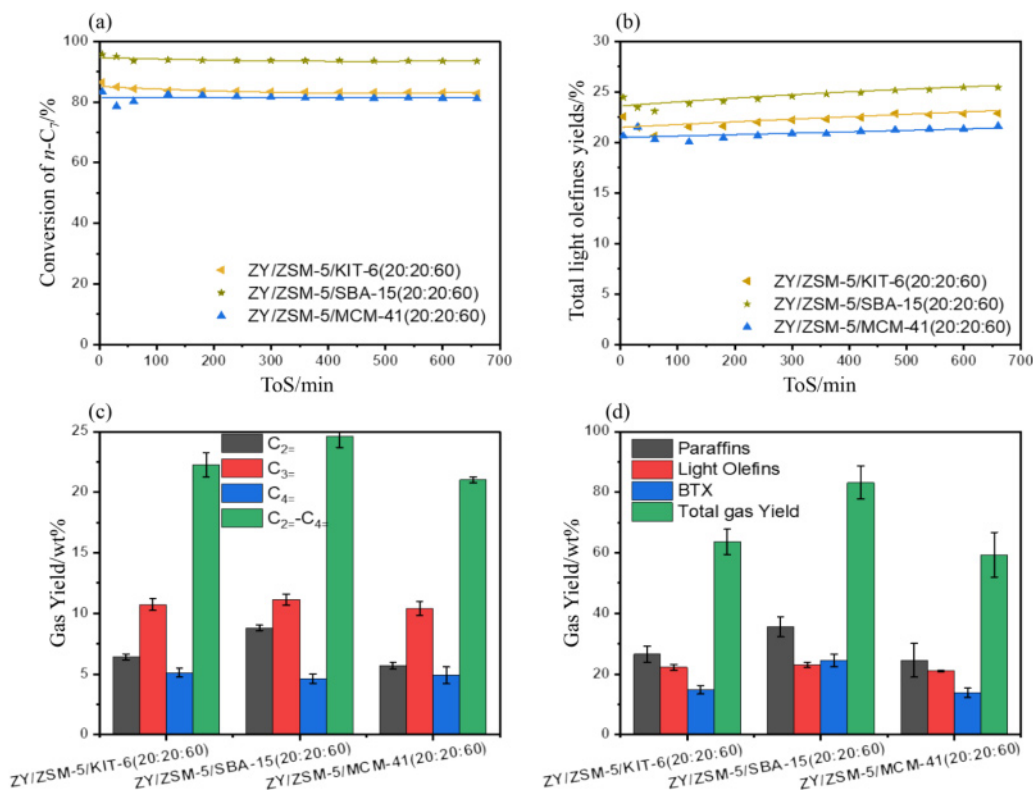 (a)
100
80
60
40
20
0
Conversion of n-C7/%
ZY/ZSM-5/KIT-6(20:20:60)
ZY/ZSM-5/SBA-15(20:20:60)
ZY/ZSM-5/MCM-41(20:20:60)
0 100 200 300 400 500 600 700
ToS/min
(b)
30
25
20
15
10
5
0
Total light olefines yields/%
ZY/ZSM-5/KIT-6(20:20:60)
ZY/ZSM-5/SBA-15(20:20:60)
ZY/ZSM-5/MCM-41(20:20:60)
0 100 200 300 400 500 600 700
ToS/min
(c)
25
20
15
10
5
0
Gas Yield/wt%
C2=
C3=
C4=
C2=-C4=
ZY/ZSM-5/KIT-6(20:20:60)
ZY/ZSM-5/SBA-15(20:20:60)
ZY/ZSM-5/MCM-41(20:20:60)
(d)
100
80
60
40
20
0
Gas Yield/wt%
Paraffins
Light Olefins
BTX
Total gas Yield
ZY/ZSM-5/KIT-6(20:20:60)
ZY/ZSM-5/SBA-15(20:20:60)
ZY/ZSM-5/MCM-41(20:20:60)